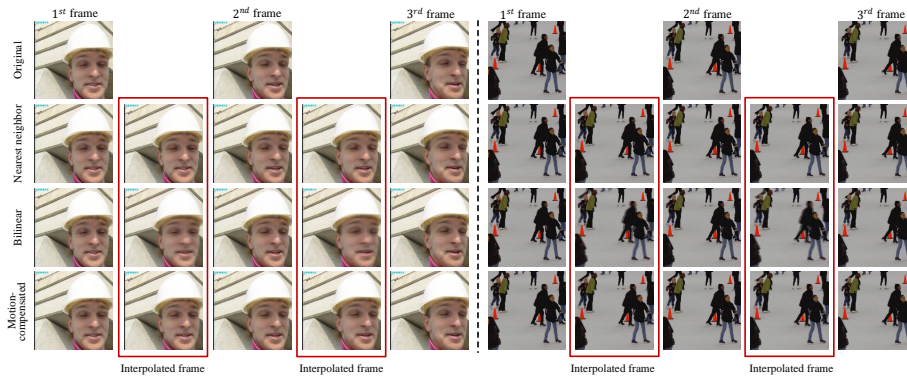 1st frame 2nd frame 3rd frame 1st frame 2nd frame 3rd frame
Original
Nearest neighbor
Bilinear
Motion-
compensated
Interpolated frame Interpolated frame Interpolated frame Interpolated frame